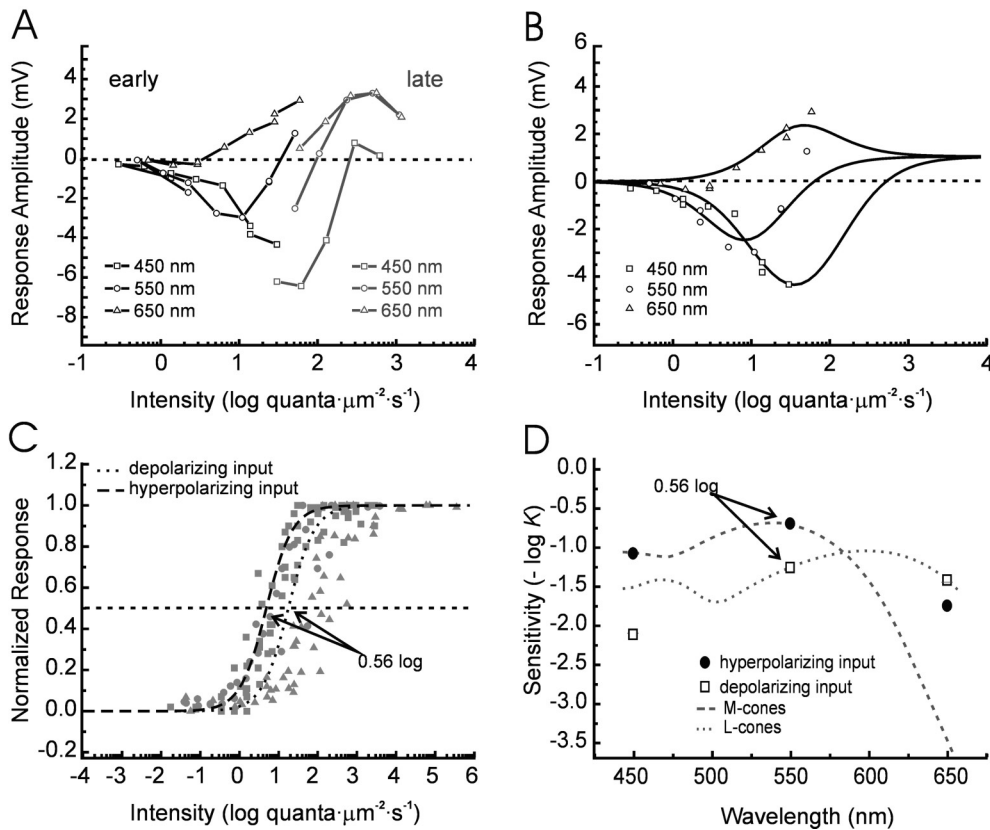 A
Response Amplitude (mV)
4
2
0
-2
-4
-6
-8
early
late
450 nm
550 nm
650 nm
450 nm
550 nm
650 nm
-1
0
1
2
3
4
Intensity (log quanta·μm⁻²·s⁻¹)
B
Response Amplitude (mV)
6
4
2
0
-2
-4
-6
450 nm
550 nm
650 nm
-1
0
1
2
3
4
Intensity (log quanta·μm⁻²·s⁻¹)
C
Normalized Response
1.2
1.0
0.8
0.6
0.4
0.2
0.0
-0.2
depolarizing input
hyperpolarizing input
0.56 log
-4
-3
-2
-1
0
1
2
3
4
5
6
Intensity (log quanta·μm⁻²·s⁻¹)
D
Sensitivity (- log K)
-0.0
-0.5
-1.0
-1.5
-2.0
-2.5
-3.0
-3.5
0.56 log
hyperpolarizing input
depolarizing input
M-cones
L-cones
450
500
550
600
650
Wavelength (nm)